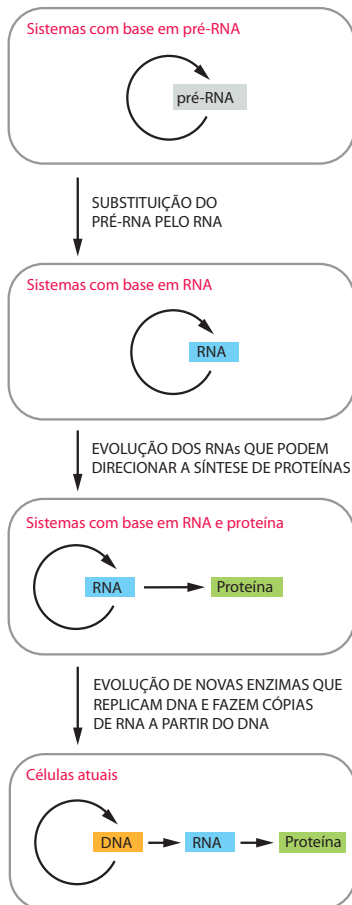 Sistemas com base em pré-RNA
pré-RNA
SUBSTITUIÇÃO DO
PRÉ-RNA PELO RNA
Sistemas com base em RNA
RNA
EVOLUÇÃO DOS RNAs QUE PODEM
DIRECIONAR A SÍNTESE DE PROTEÍNAS
Sistemas com base em RNA e proteína
RNA Proteína
EVOLUÇÃO DE NOVAS ENZIMAS QUE
REPLICAM DNA E FAZEM CÓPIAS
DE RNA A PARTIR DO DNA
Células atuais
DNA RNA Proteína